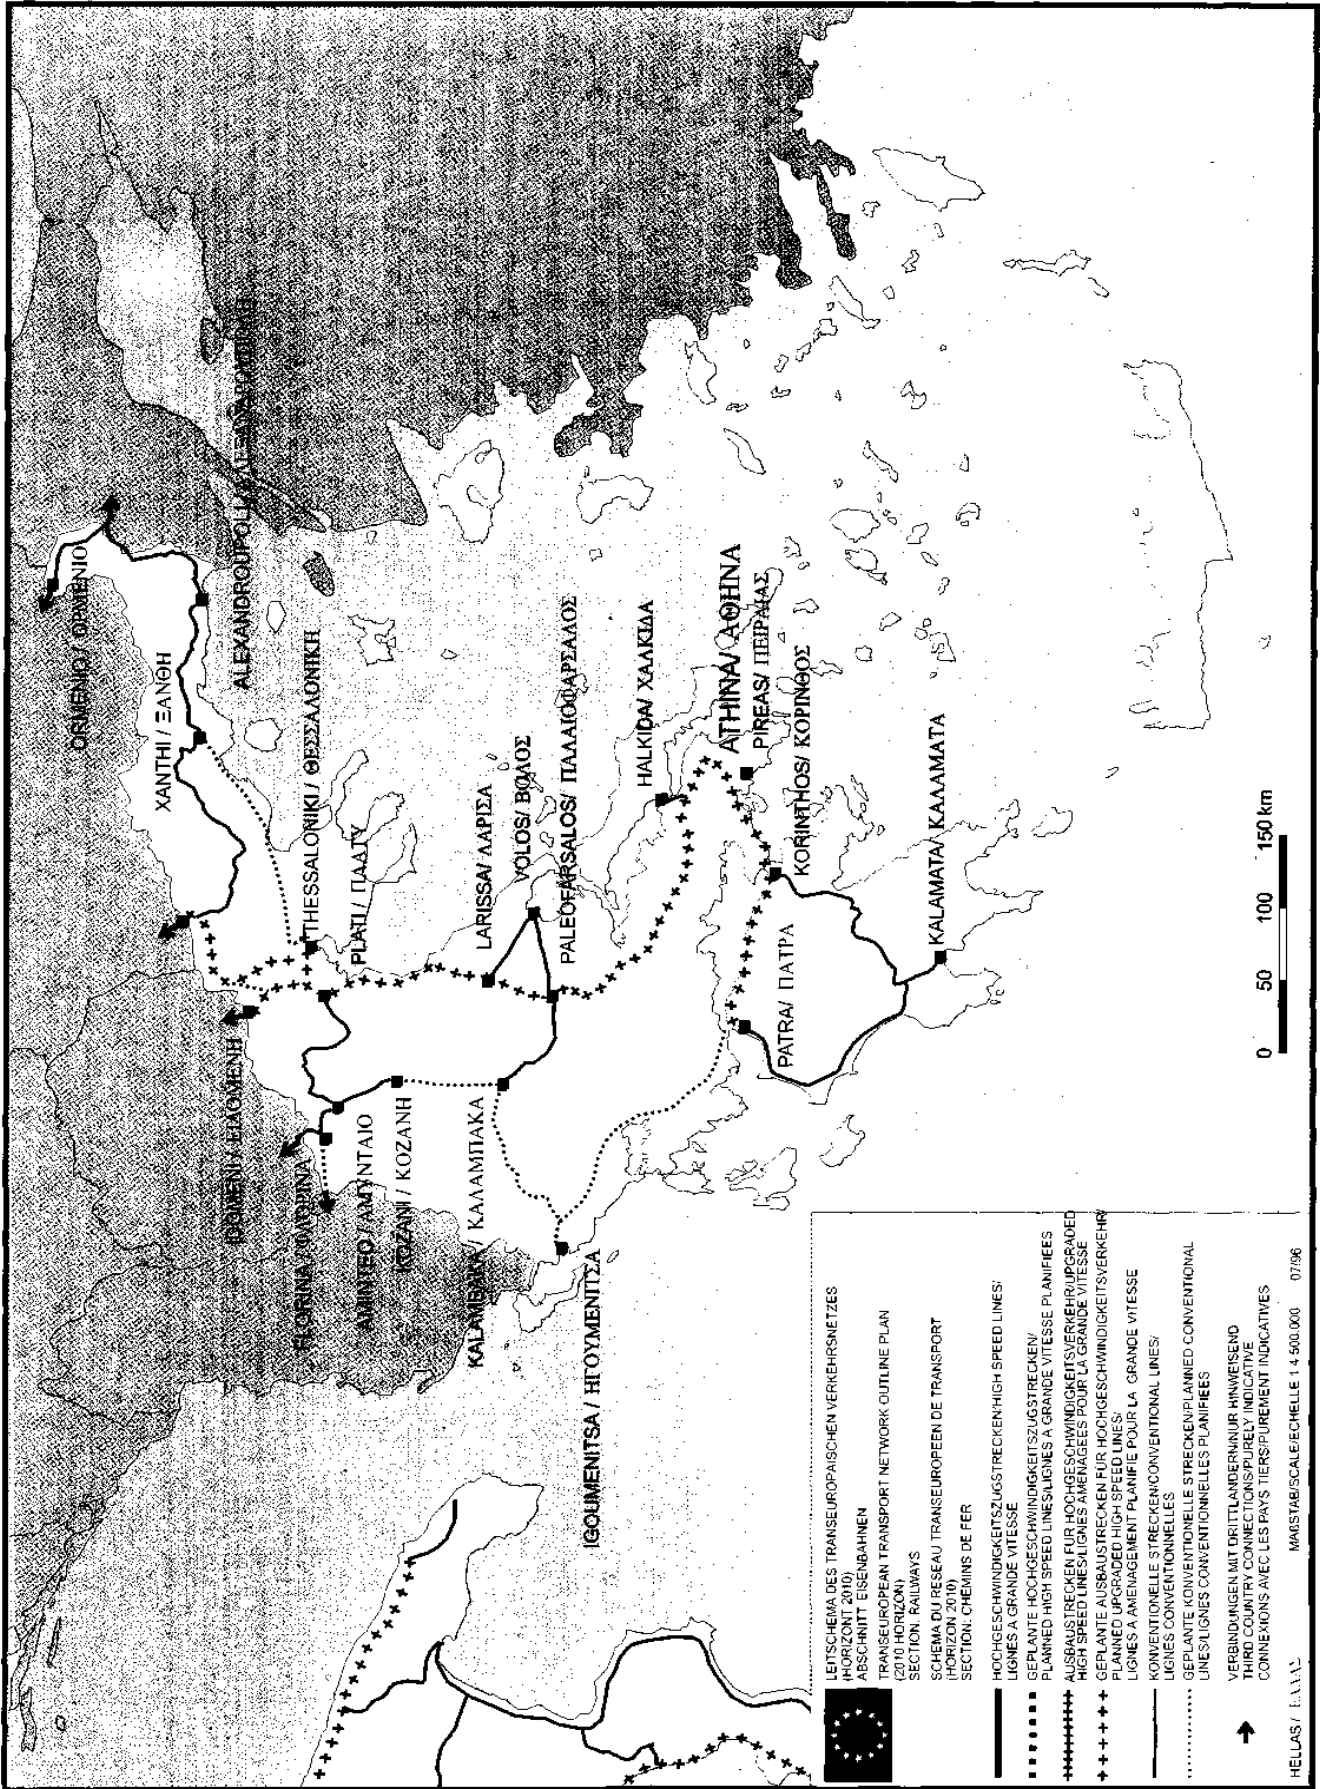 ORMENIO / ΟΡΜΕΝΙΟ
XANTHI / ΞΑΝΘΗ
THESSALONIKI / ΘΕΣΣΑΛΟΝΙΚΗ
PLATI / ΠΛΑΤΥ
LARISSA/ ΛΑΡΙΣΑ
VOLOS/ ΒΟΛΟΣ
PALEOFARSALOS/ ΠΑΛΑΙΟΦΑΡΣΑΛΟΣ
HALKIDA/ ΧΑΛΚΙΔΑ
ATHINA/ ΑΘΗΝΑ
PIREAS/ ΠΕΙΡΑΙΑΣ
KORINTHOS/ ΚΟΡΙΝΘΟΣ
PATRA/ ΠΑΤΡΑ
KALAMATA/ ΚΑΛΑΜΑΤΑ
IDOMENI / ΕΙΔΟΜΕΝΗ
FLORINA / ΦΛΩΡΙΝΑ
AMINTEO / ΑΜΥΝΤΑΙΟ
KOZANI / ΚΟΖΑΝΗ
KALAMBAKA / ΚΑΛΑΜΠΑΚΑ
IGOUMENITSA / ΗΓΟΥΜΕΝΙΤΣΑ
0 50 100 150 km
LEITSCHEMA DES TRANSEUROPAISCHEN VERKEHRSNETZES
(HORIZONT 2010)
ABSCHNITT EISENBAHNEN
TRANSEUROPEAN TRANSPORT NETWORK OUTLINE PLAN
(2010 HORIZON)
SECTION: RAILWAYS
SCHEMA DU RESEAU TRANSEUROPEEN DE TRANSPORT
(HORIZON 2010)
SECTION: CHEMINS DE FER
HOCHGESCHWINDIGKEITSZUGSTRECKEN/HIGH SPEED LINES/
LIGNES A GRANDE VITESSE
GEPLANTE HOCHGESCHWINDIGKEITSZUGSTRECKEN/
PLANNED HIGH SPEED LINES/LIGNES A GRANDE VITESSE PLANIFIEES
AUSBAUSTRECKEN FUR HOCHGESCHWINDIGKEITSVERKEHR/UPGRADED
HIGH SPEED LINES/LIGNES AMENAGEES POUR LA GRANDE VITESSE
GEPLANTE AUSBAUSTRECKEN FUR HOCHGESCHWINDIGKEITSVERKEHR/
PLANNED UPGRADED HIGH SPEED LINES/
LIGNES A AMENAGEMENT PLANIFIE POUR LA GRANDE VITESSE
KONVENTIONELLE STRECKEN/CONVENTIONAL LINES/
LIGNES CONVENTIONNELLES
GEPLANTE KONVENTIONELLE STRECKEN/PLANNED CONVENTIONAL
LINES/LIGNES CONVENTIONNELLES PLANIFIEES
VERBINDUNGEN MIT DRITTLANDERN/NUR HINWEISEND
THIRD COUNTRY CONNECTIONS/PURELY INDICATIVE
CONNEXIONS AVEC LES PAYS TIERS/PUREMENT INDICATIVES
HELLAS / MAßSTAB/SCALE/ECHELLE 1 4 500.000 07/96